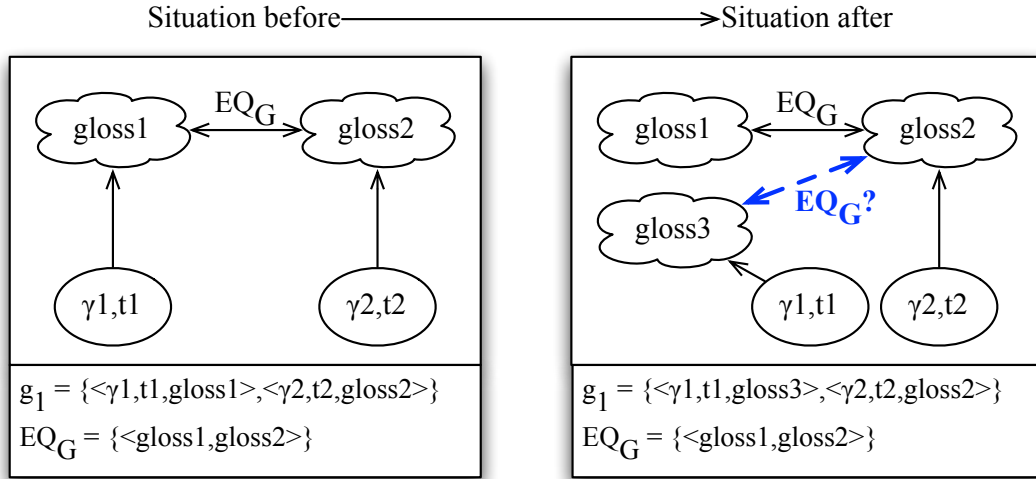 Situation before
Situation after
EQG
gloss1
gloss2
γ1,t1
γ2,t2
g1 = {<γ1,t1,gloss1>,<γ2,t2,gloss2>}
EQG = {<gloss1,gloss2>}
EQG
gloss1
gloss2
EQG?
gloss3
γ1,t1
γ2,t2
g1 = {<γ1,t1,gloss3>,<γ2,t2,gloss2>}
EQG = {<gloss1,gloss2>}